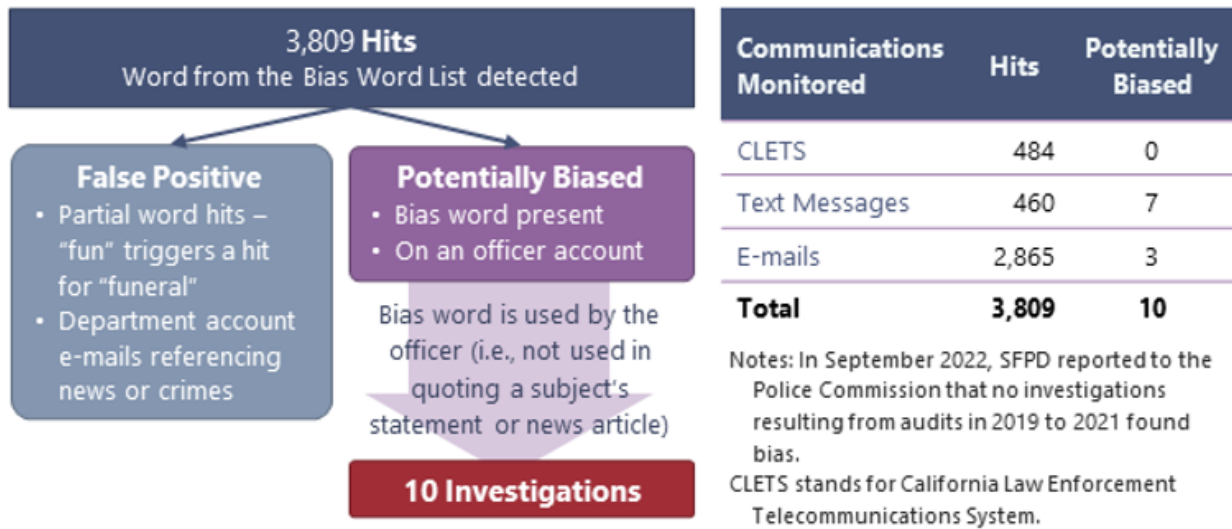 3,809 Hits
Word from the Bias Word List detected
False Positive
• Partial word hits –
“fun” triggers a hit
for “funeral”
• Department account
e-mails referencing
news or crimes
Potentially Biased
• Bias word present
• On an officer account
Bias word is used by the
officer (i.e., not used in
quoting a subject's
statement or news article)
10 Investigations
Communications Monitored Hits Potentially Biased
CLETS 484 0
Text Messages 460 7
E-mails 2,865 3
Total 3,809 10
Notes: In September 2022, SFPD reported to the
Police Commission that no investigations
resulting from audits in 2019 to 2021 found
bias.
CLETS stands for California Law Enforcement
Telecommunications System.